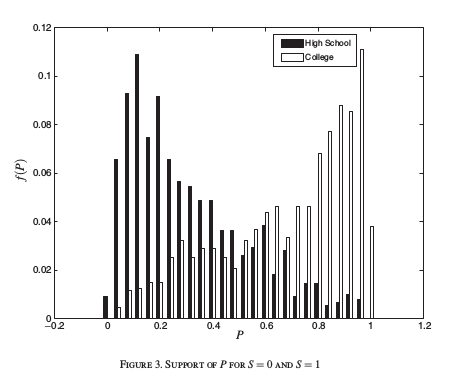 0.12
High School
College
0.1
0.08
f(P)
0.06
0.04
0.02
0
−0.2 0 0.2 0.4 0.6 0.8 1 1.2
P
FIGURE 3. SUPPORT OF P FOR S = 0 AND S = 1